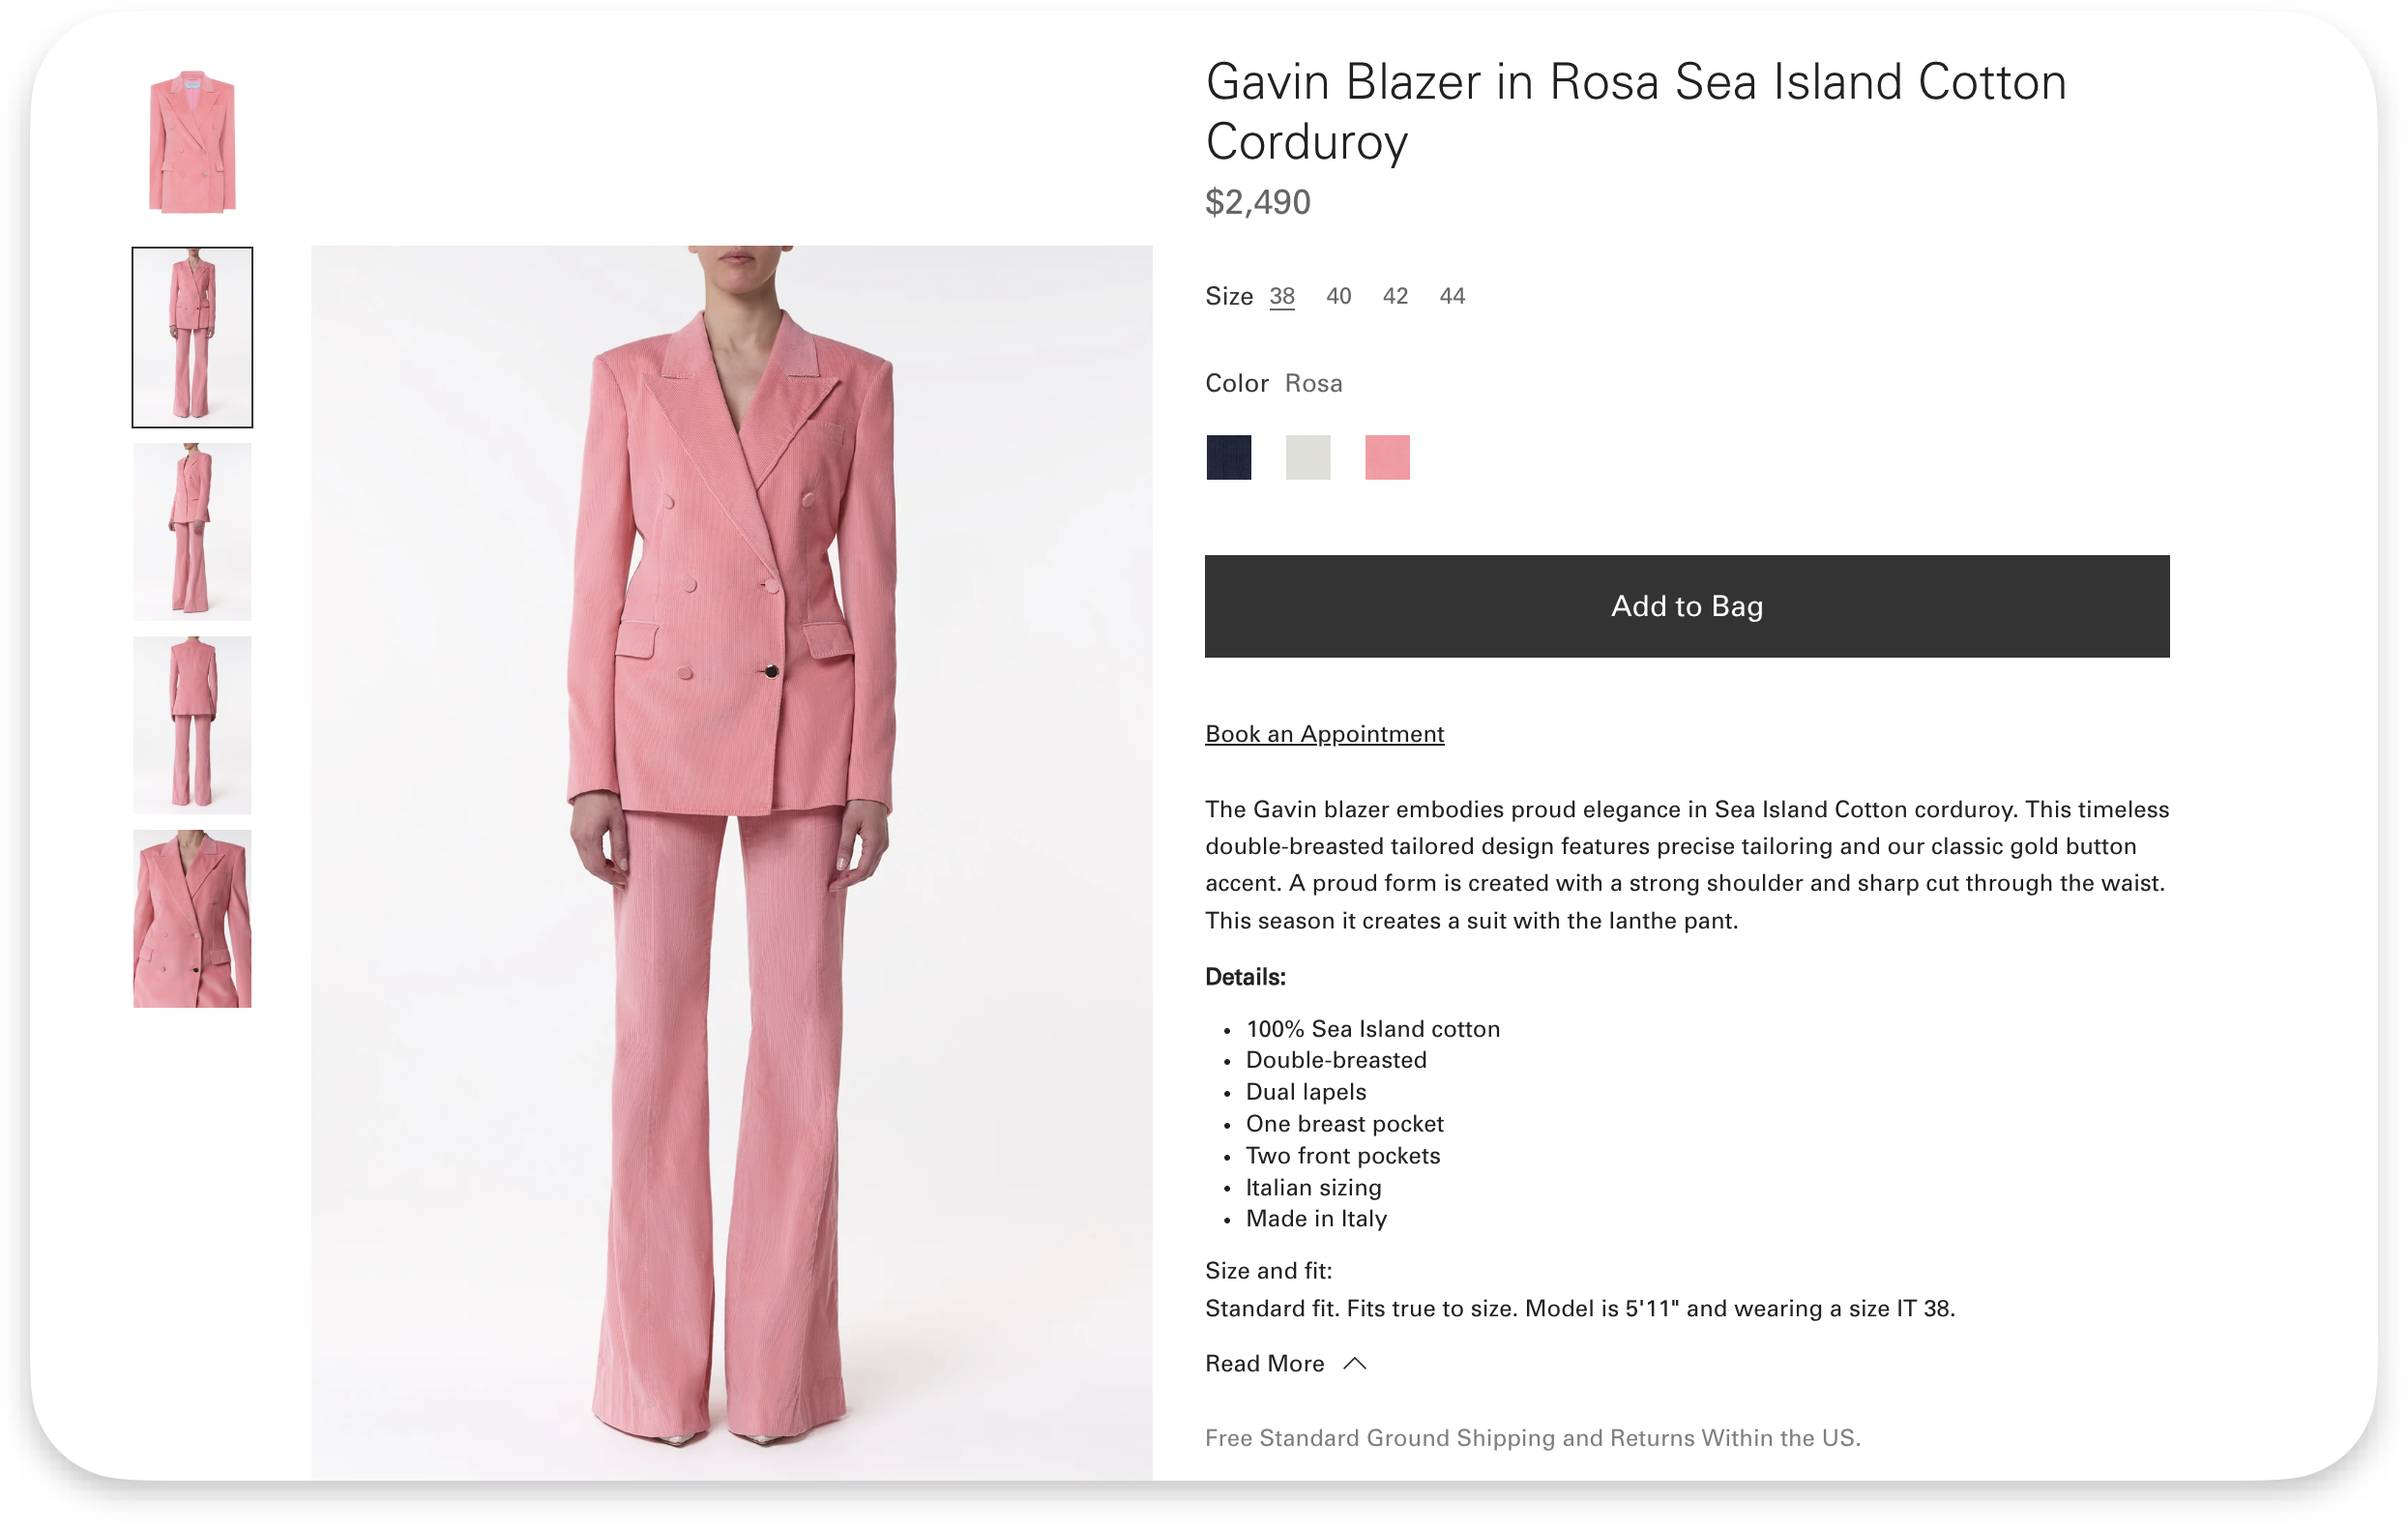 Gavin Blazer in Rosa Sea Island Cotton
Corduroy
$2,490
Size 38 40 42 44
Color Rosa
Add to Bag
Book an Appointment
The Gavin blazer embodies proud elegance in Sea Island Cotton corduroy. This timeless
double-breasted tailored design features precise tailoring and our classic gold button
accent. A proud form is created with a strong shoulder and sharp cut through the waist.
This season it creates a suit with the Ianthe pant.
Details:
• 100% Sea Island cotton
• Double-breasted
• Dual lapels
• One breast pocket
• Two front pockets
• Italian sizing
• Made in Italy
Size and fit:
Standard fit. Fits true to size. Model is 5'11" and wearing a size IT 38.
Read More
Free Standard Ground Shipping and Returns Within the US.